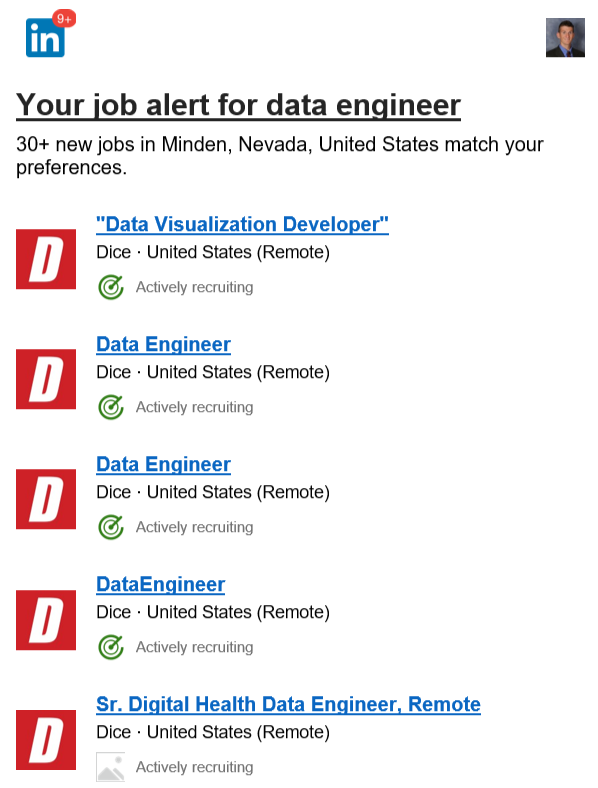 in 9+
Your job alert for data engineer
30+ new jobs in Minden, Nevada, United States match your
preferences.
"Data Visualization Developer"
D
Dice · United States (Remote)
Actively recruiting
Data Engineer
D
Dice · United States (Remote)
Actively recruiting
Data Engineer
D
Dice · United States (Remote)
Actively recruiting
DataEngineer
D
Dice · United States (Remote)
Actively recruiting
Sr. Digital Health Data Engineer, Remote
D
Dice · United States (Remote)
Actively recruiting